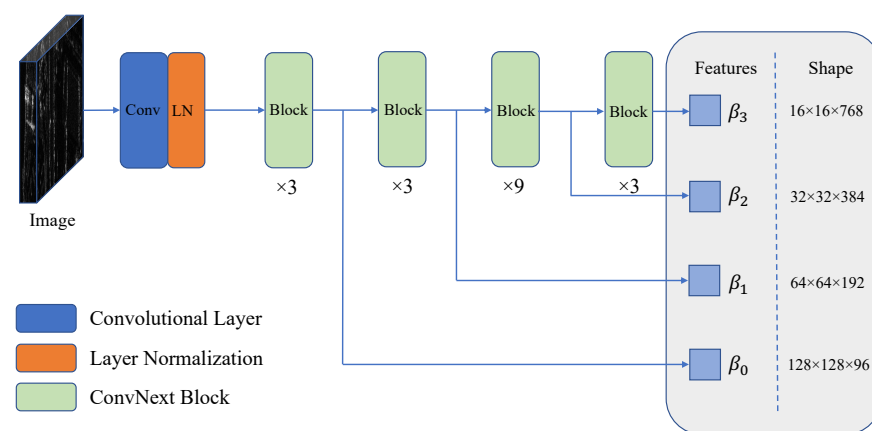 Features Shape
Conv LN Block Block Block Block
β3 16×16×768
×3 ×3 ×9 ×3
β2 32×32×384
Image
β1 64×64×192
Convolutional Layer
Layer Normalization
β0 128×128×96
ConvNext Block